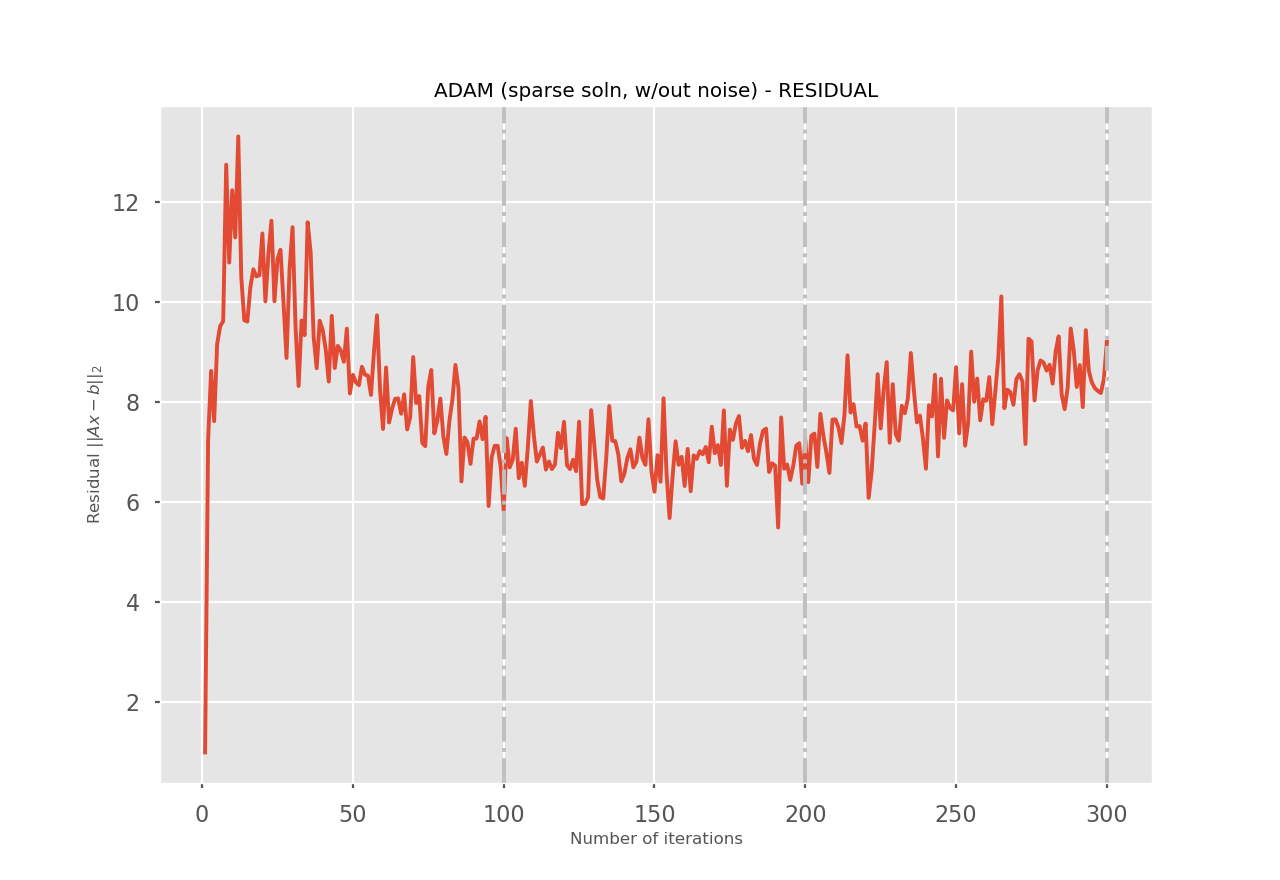 ADAM (sparse soln, w/out noise) - RESIDUAL
Residual ||Ax − b||₂
12
10
8
6
4
2
0 50 100 150 200 250 300
Number of iterations